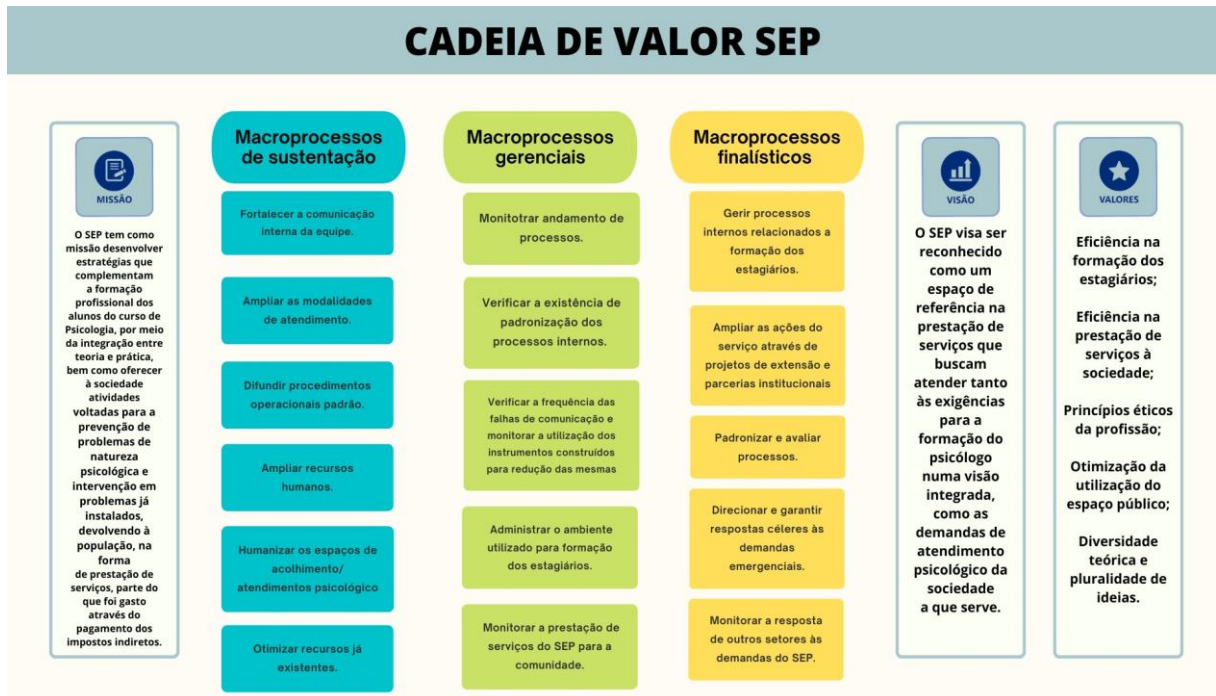 CADEIA DE VALOR SEP
MISSÃO
O SEP tem como
missão desenvolver
estratégias que
complementam
a formação
profissional dos
alunos do curso de
Psicologia, por meio
da integração entre
teoria e prática,
bem como oferecer
à sociedade
atividades
voltadas para a
prevenção de
problemas de
natureza
psicológica e
intervenção em
problemas já
instalados,
devolvendo à
população, na
forma
de prestação de
serviços, parte do
que foi gasto
através do
pagamento dos
impostos indiretos.
Macroprocessos
de sustentação
Fortalecer a comunicação
interna da equipe.
Ampliar as modalidades
de atendimento.
Difundir procedimentos
operacionais padrão.
Ampliar recursos
humanos.
Humanizar os espaços de
acolhimento/
atendimentos psicológico
Otimizar recursos já
existentes.
Macroprocessos
gerenciais
Monitotrar andamento de
processos.
Verificar a existência de
padronização dos
processos internos.
Verificar a frequência das
falhas de comunicação e
monitorar a utilização dos
instrumentos construídos
para redução das mesmas
Administrar o ambiente
utilizado para formação
dos estagiários.
Monitorar a prestação de
serviços do SEP para a
comunidade.
Macroprocessos
finalísticos
Gerir processos
internos relacionados a
formação dos
estagiários.
Ampliar as ações do
serviço através de
projetos de extensão e
parcerias institucionais
Padronizar e avaliar
processos.
Direcionar e garantir
respostas céleres às
demandas
emergenciais.
Monitorar a resposta
de outros setores às
demandas do SEP.
VISÃO
O SEP visa ser
reconhecido
como um
espaço de
referência na
prestação de
serviços que
buscam
atender tanto
às exigências
para a
formação do
psicólogo
numa visão
integrada,
como as
demandas de
atendimento
psicológico da
sociedade
a que serve.
VALORES
Eficiência na
formação dos
estagiários;
Eficiência na
prestação de
serviços à
sociedade;
Princípios éticos
da profissão;
Otimização da
utilização do
espaço público;
Diversidade
teórica e
pluralidade de
ideias.